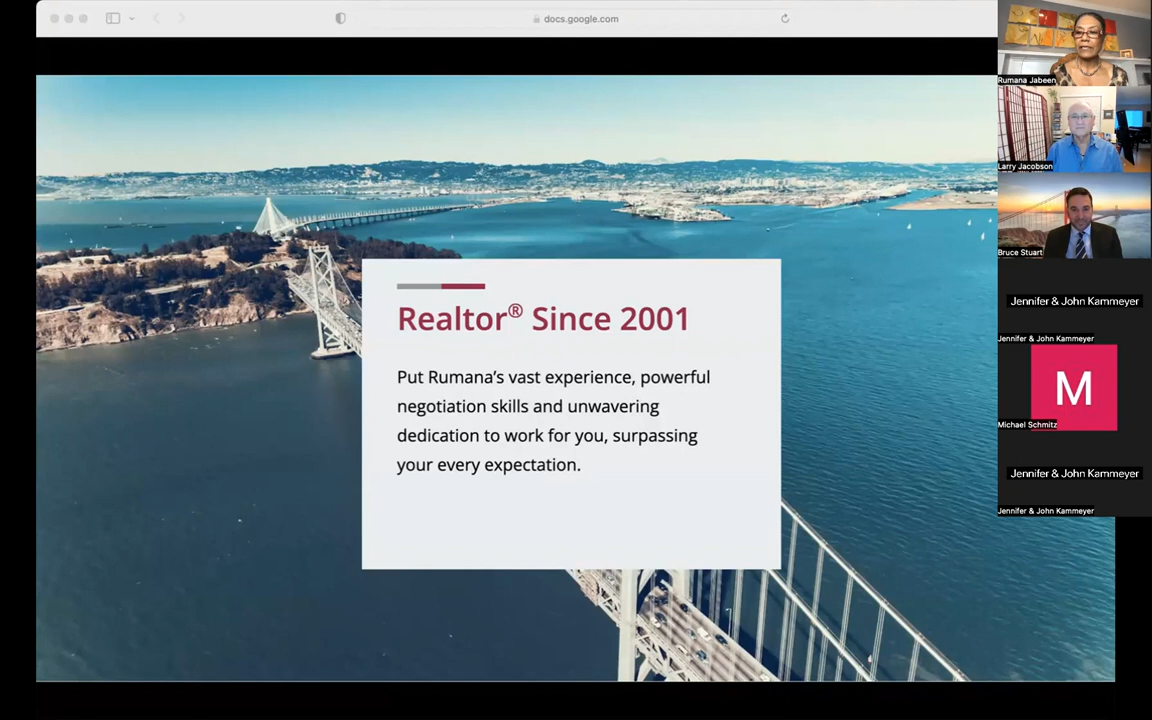 docs.google.com
Realtor® Since 2001
Put Rumana’s vast experience, powerful
negotiation skills and unwavering
dedication to work for you, surpassing
your every expectation.
Rumana Jabeen
Larry Jacobson
Bruce Stuart
Jennifer & John Kammeyer
Jennifer & John Kammeyer
M
Michael Schmitz
Jennifer & John Kammeyer
Jennifer & John Kammeyer